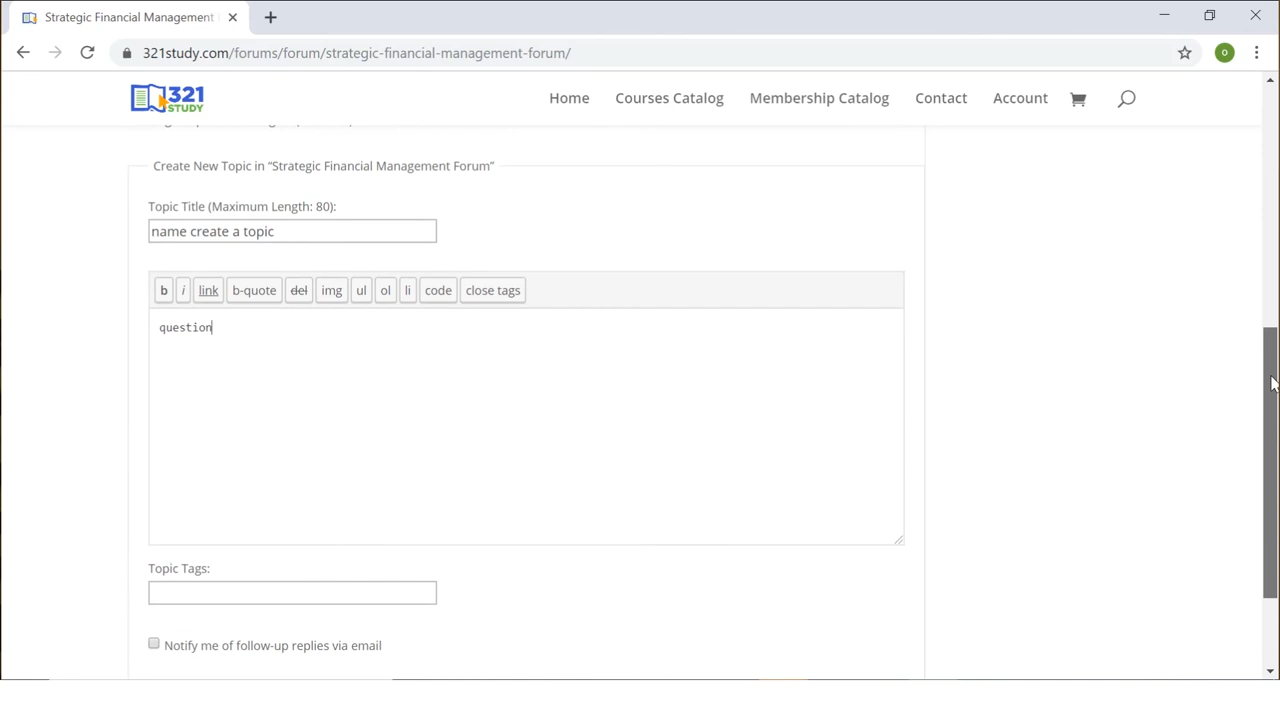 Strategic Financial Management
321study.com/forums/forum/strategic-financial-management-forum/
o
321
STUDY
Home Courses Catalog Membership Catalog Contact Account
Create New Topic in “Strategic Financial Management Forum”
Topic Title (Maximum Length: 80):
name create a topic
b i link b-quote del img ul ol li code close tags
question
Topic Tags:
Notify me of follow-up replies via email